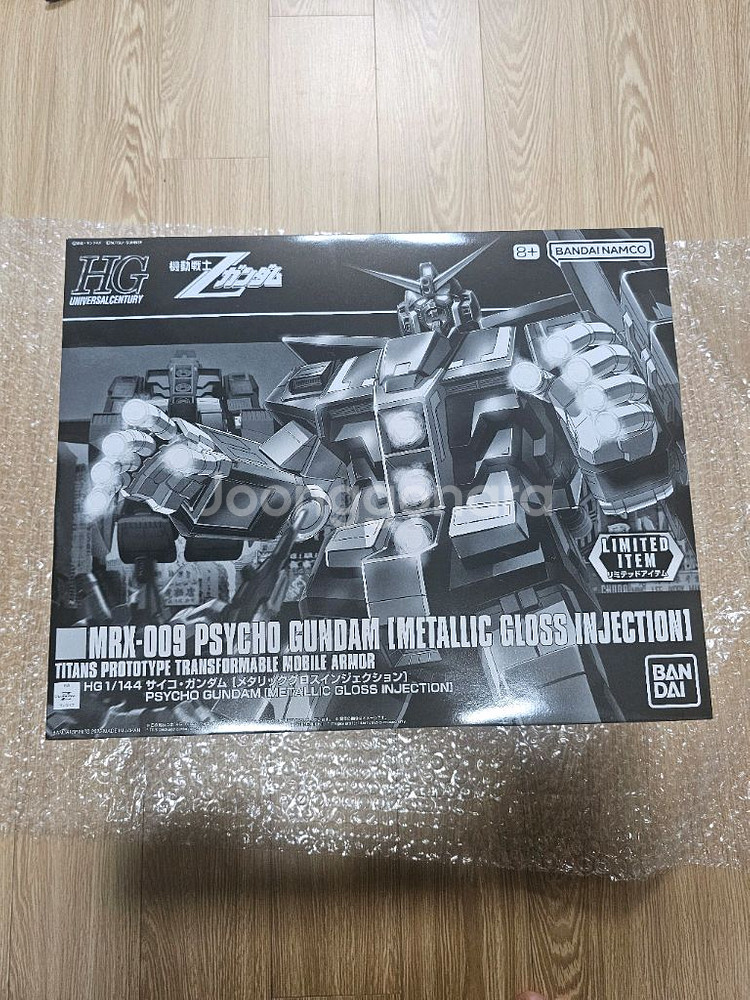 HG
UNIVERSAL CENTURY
機動戦士
Zガンダム
8+
BANDAI NAMCO
Joongonara
LIMITED
ITEM
リミテッドアイテム
MRX-009 PSYCHO GUNDAM [METALLIC GLOSS INJECTION]
TITANS PROTOTYPE TRANSFORMABLE MOBILE ARMOR
HG 1/144 サイコ・ガンダム [メタリックグロスインジェクション]
PSYCHO GUNDAM [METALLIC GLOSS INJECTION]
BAN
DAI